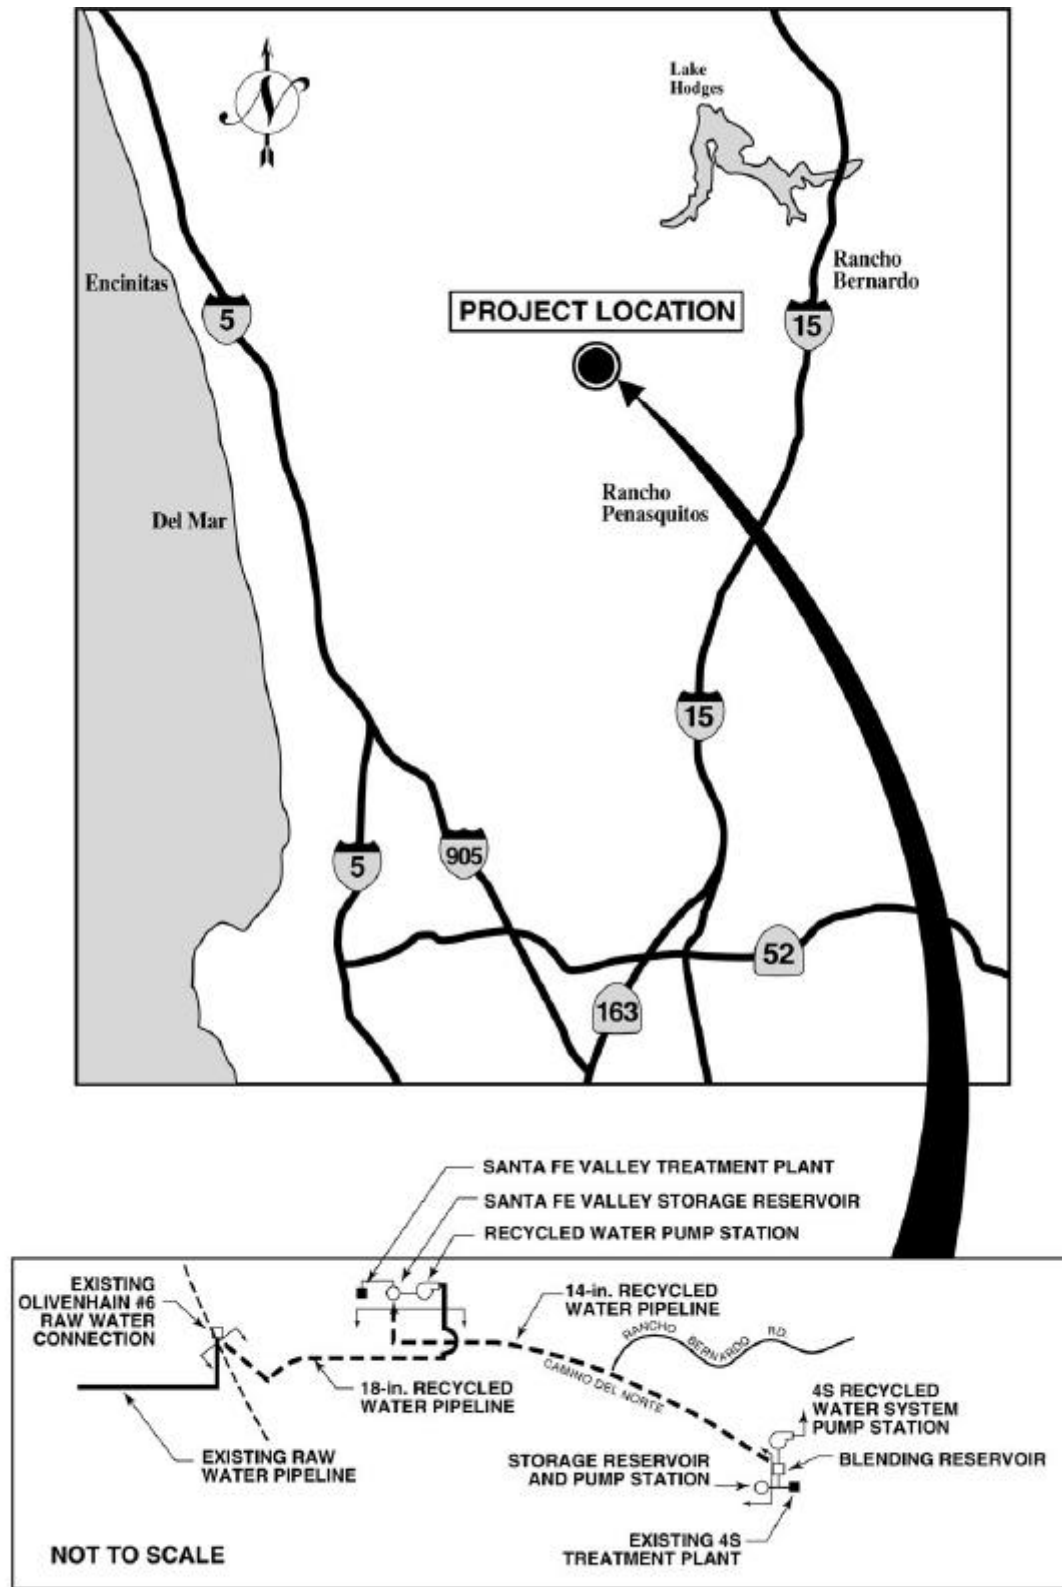 Lake
Hodges
N
Encinitas
Rancho
Bernardo
5
PROJECT LOCATION
15
Rancho
Penasquitos
Del Mar
15
5
905
52
163
SANTA FE VALLEY TREATMENT PLANT
SANTA FE VALLEY STORAGE RESERVOIR
RECYCLED WATER PUMP STATION
EXISTING
OLIVENHAIN #6
RAW WATER
CONNECTION
14-in. RECYCLED
WATER PIPELINE
RANCHO BERNARDO RD.
CAMINO DEL NORTE
18-in. RECYCLED
WATER PIPELINE
4S RECYCLED
WATER SYSTEM
PUMP STATION
EXISTING RAW
WATER PIPELINE
STORAGE RESERVOIR
AND PUMP STATION
BLENDING RESERVOIR
EXISTING 4S
TREATMENT PLANT
NOT TO SCALE